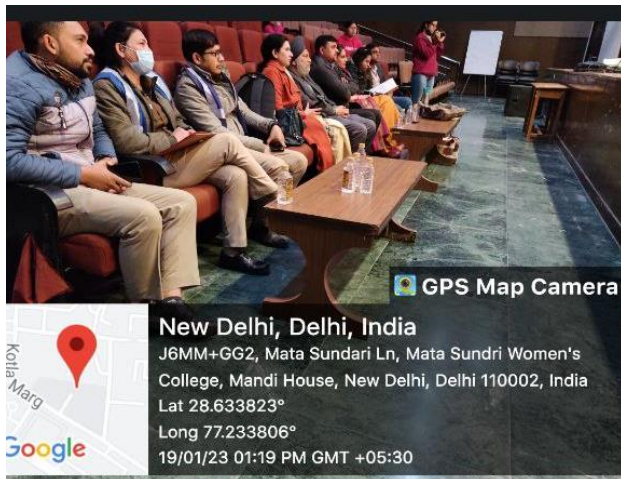 GPS Map Camera
New Delhi, Delhi, India
J6MM+GG2, Mata Sundari Ln, Mata Sundri Women's
College, Mandi House, New Delhi, Delhi 110002, India
Lat 28.633823°
Long 77.233806°
19/01/23 01:19 PM GMT +05:30
Kotla Marg
Google